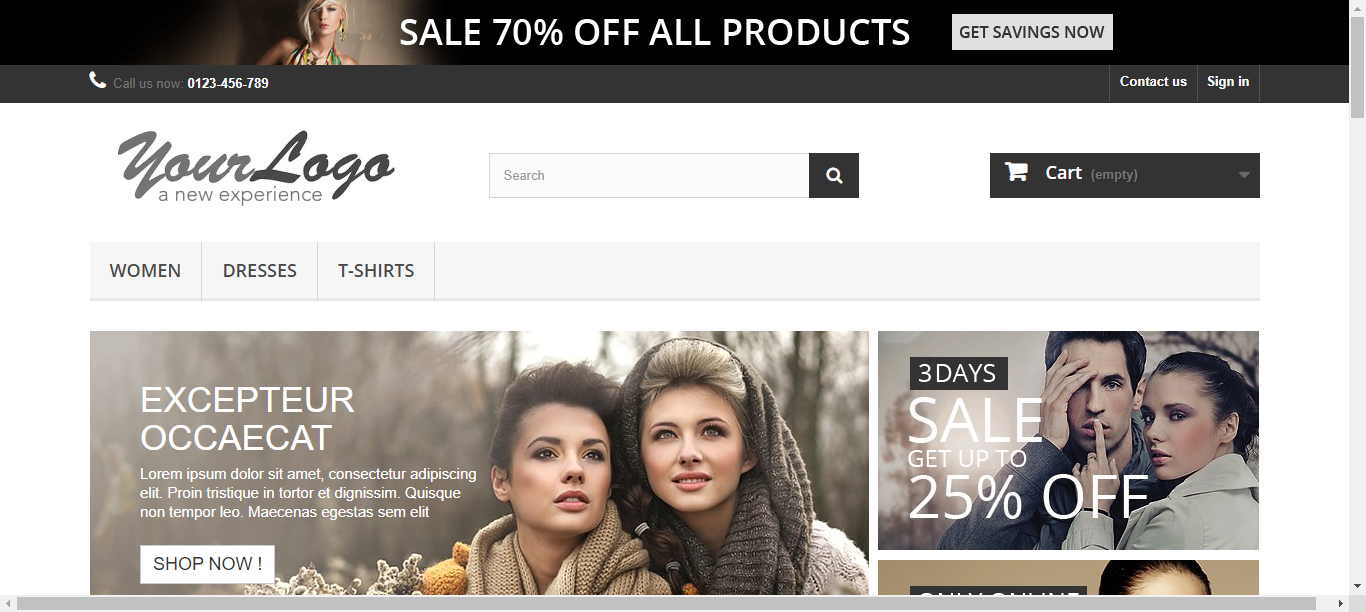 SALE 70% OFF ALL PRODUCTS
GET SAVINGS NOW
Call us now: 0123-456-789
Contact us
Sign in
YourLogo
a new experience
Search
Cart (empty)
WOMEN
DRESSES
T-SHIRTS
EXCEPTEUR
OCCAECAT
Lorem ipsum dolor sit amet, consectetur adipiscing
elit. Proin tristique in tortor et dignissim. Quisque
non tempor leo. Maecenas egestas sem elit
SHOP NOW !
3 DAYS
SALE
GET UP TO
25% OFF
ONLY ONLINE